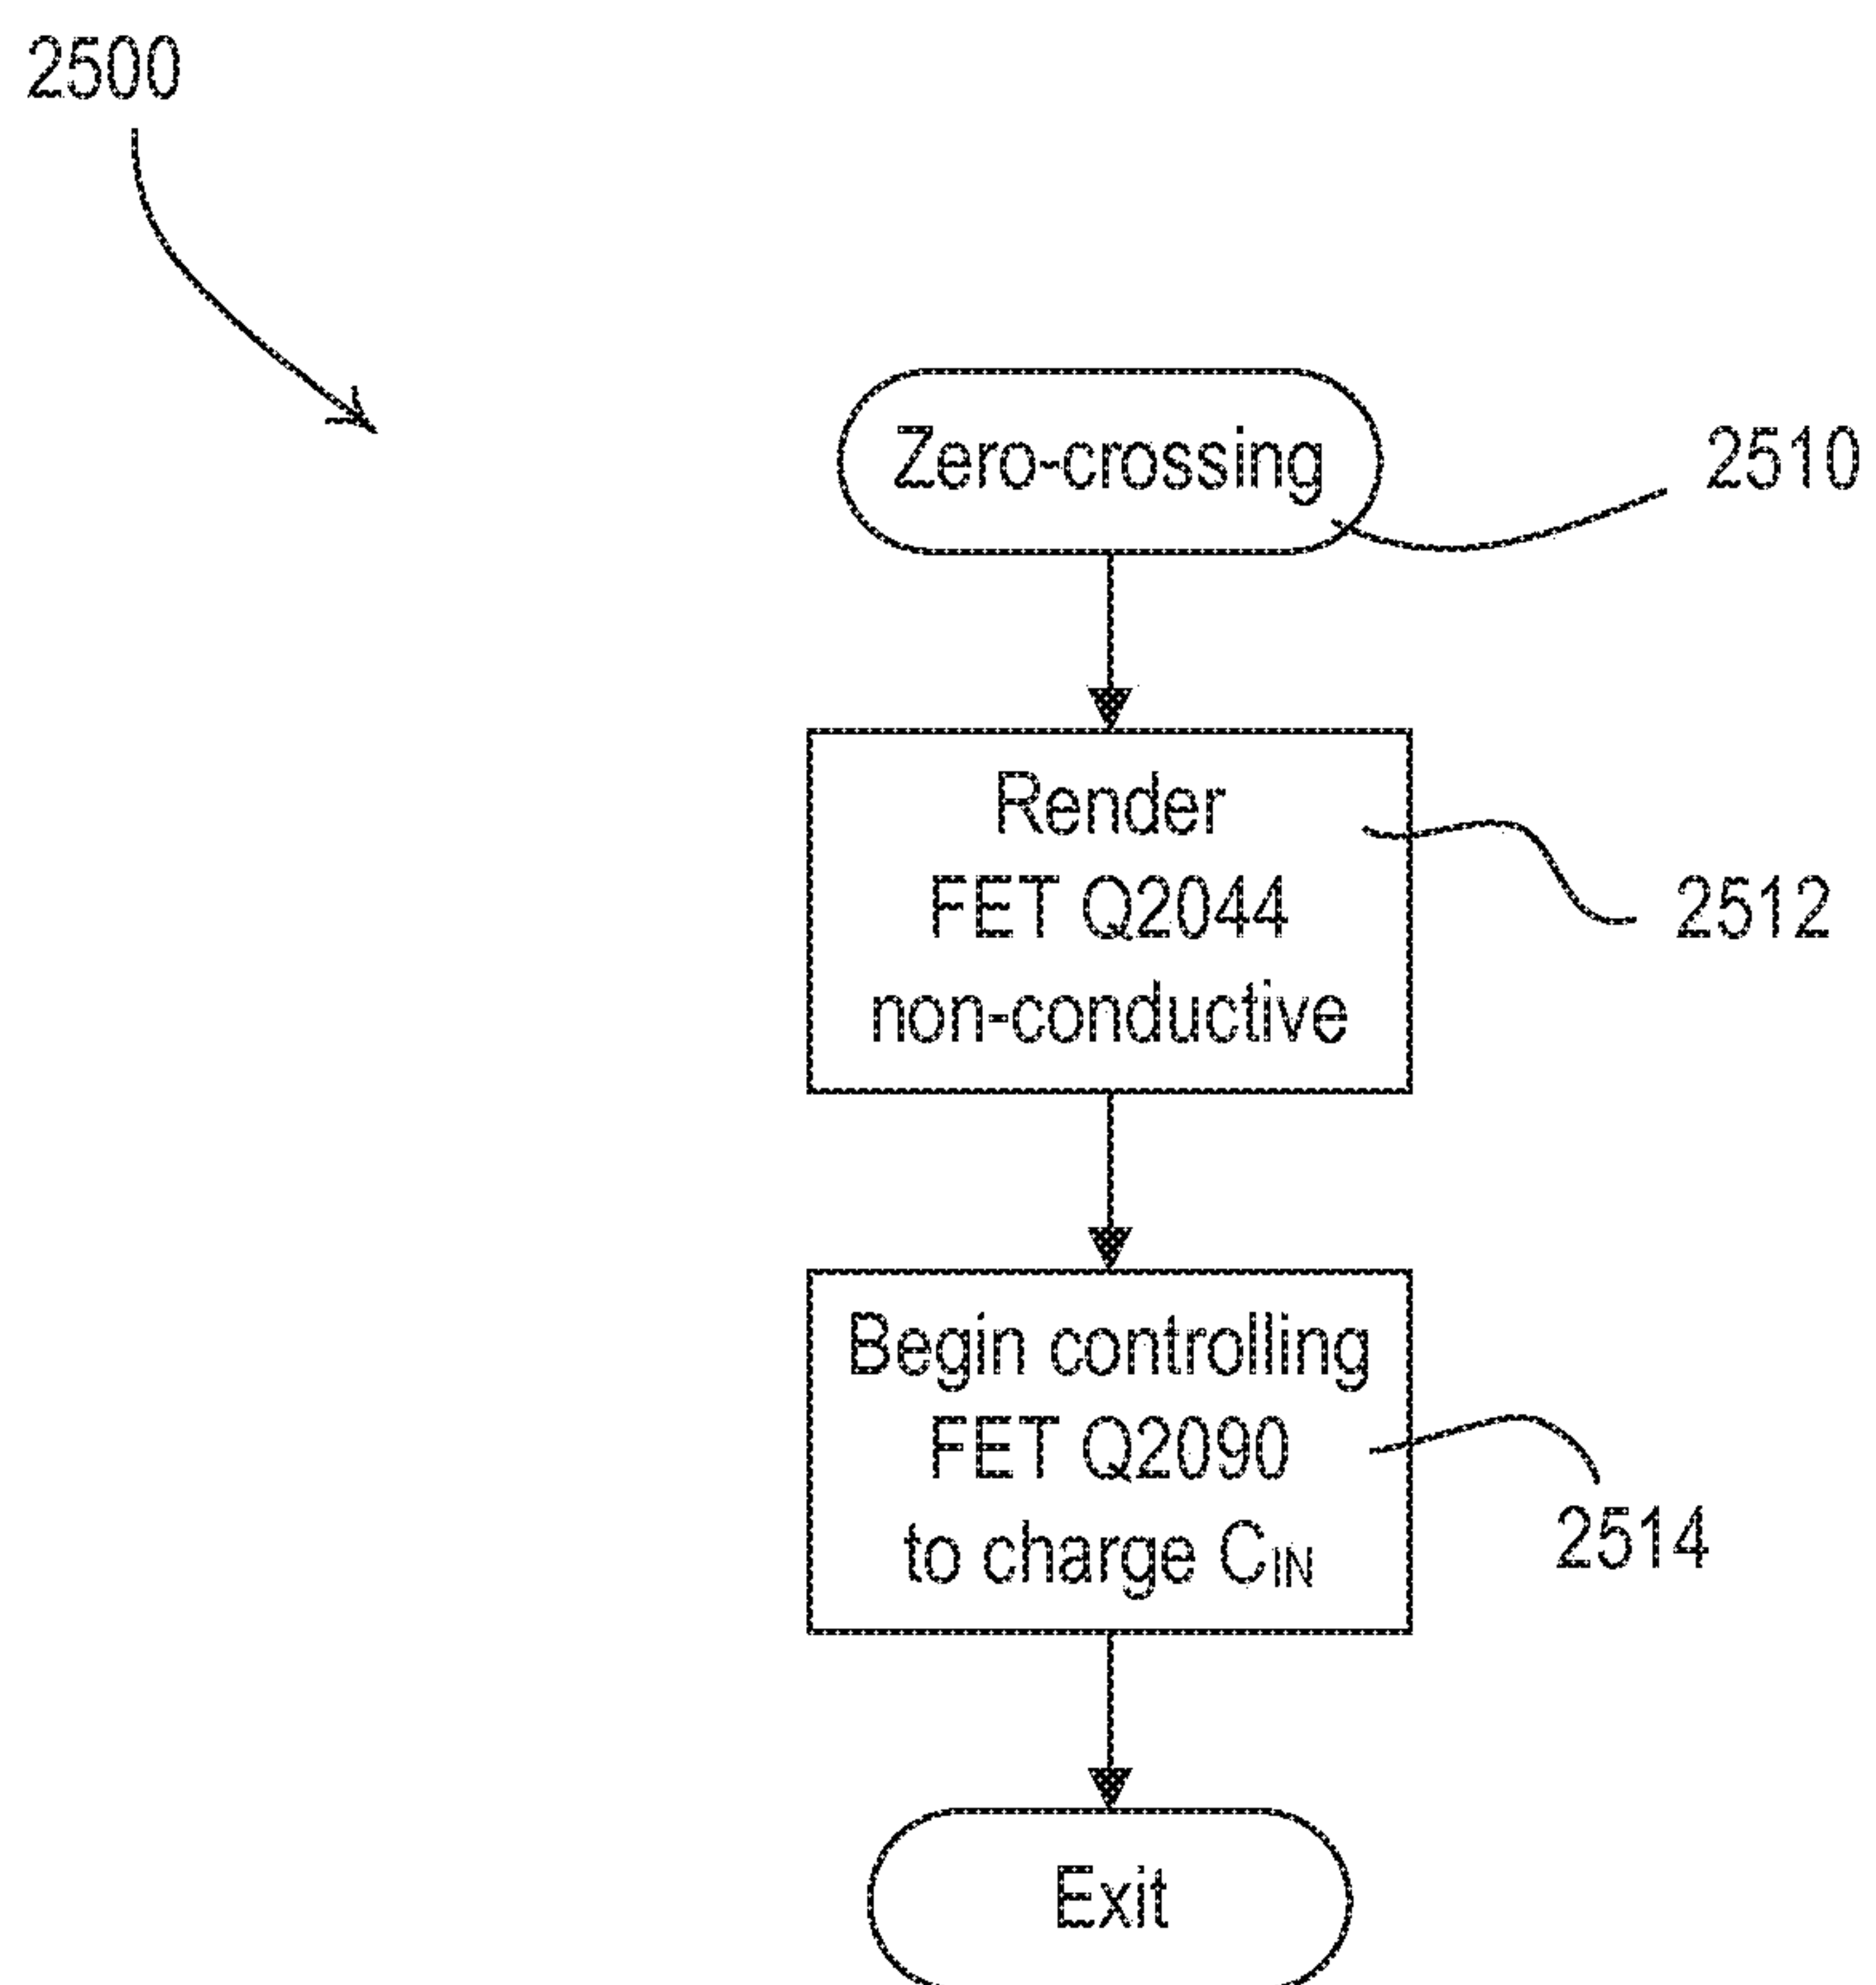 2500
Zero-crossing
2510
Render
FET Q2044
non-conductive
2512
Begin controlling
FET Q2090
to charge CIN
2514
Exit